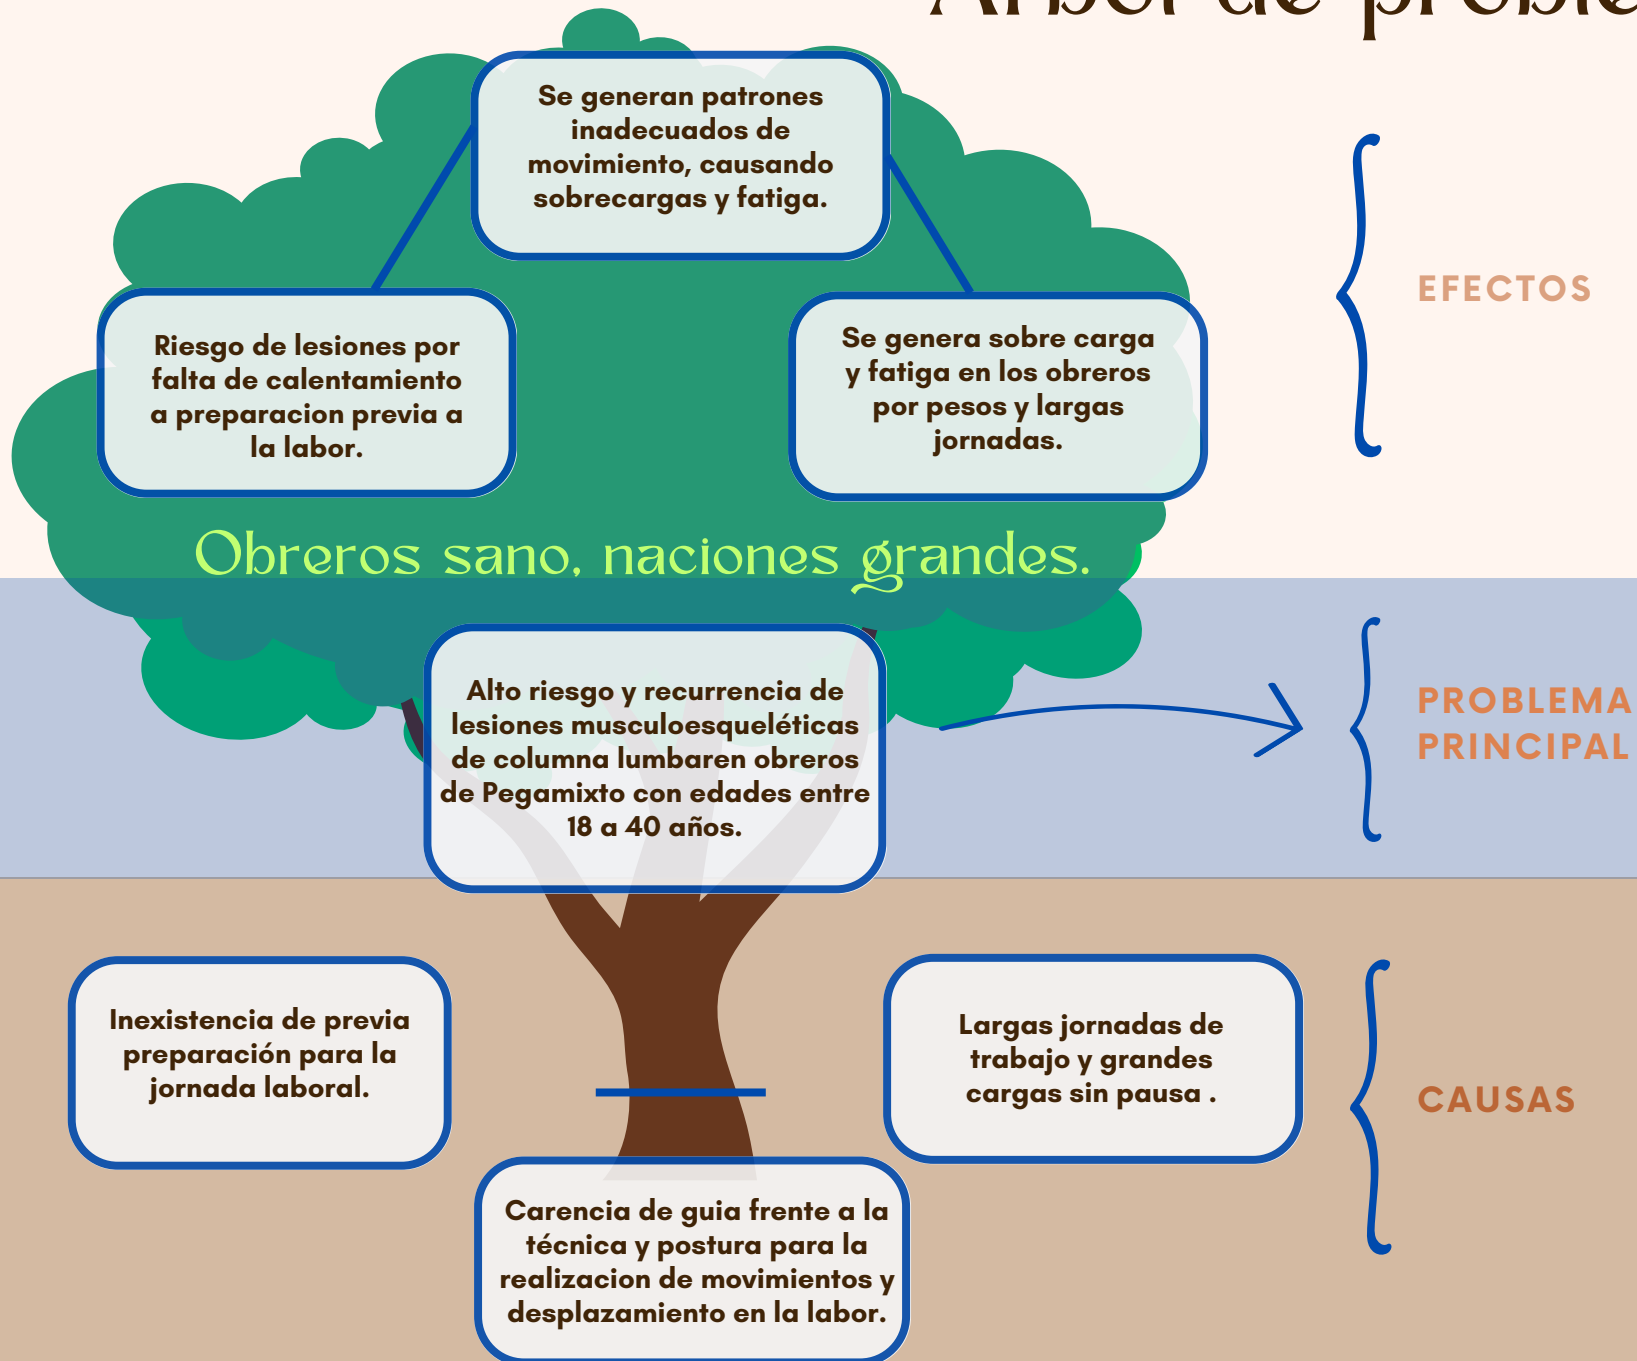 Árbol de proble
Se generan patrones
inadecuados de
movimiento, causando
sobrecargas y fatiga.
Riesgo de lesiones por
falta de calentamiento
a preparacion previa a
la labor.
Se genera sobre carga
y fatiga en los obreros
por pesos y largas
jornadas.
EFECTOS
Obreros sano, naciones grandes.
Alto riesgo y recurrencia de
lesiones musculoesqueléticas
de columna lumbaren obreros
de Pegamixto con edades entre
18 a 40 años.
PROBLEMA
PRINCIPAL
Inexistencia de previa
preparación para la
jornada laboral.
Largas jornadas de
trabajo y grandes
cargas sin pausa .
CAUSAS
Carencia de guia frente a la
técnica y postura para la
realizacion de movimientos y
desplazamiento en la labor.